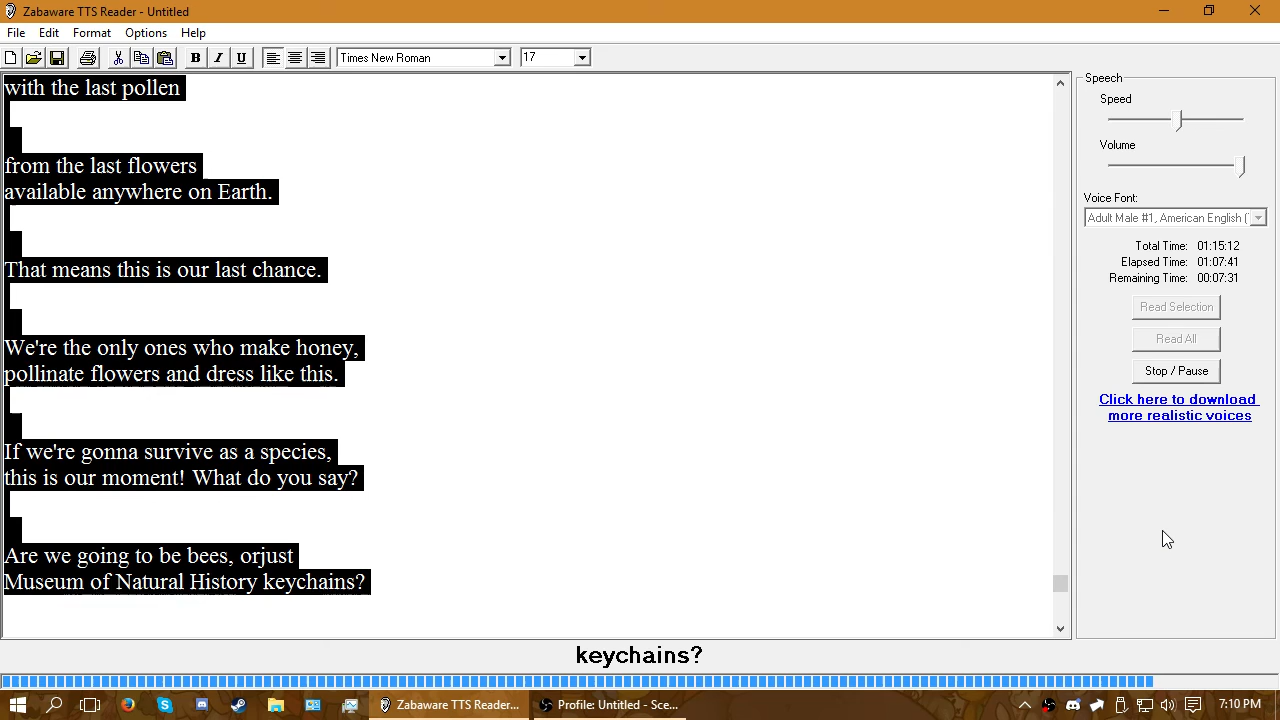 Zabaware TTS Reader - Untitled
File Edit Format Options Help
B I U Times New Roman 17
with the last pollen
from the last flowers
available anywhere on Earth.
That means this is our last chance.
We're the only ones who make honey,
pollinate flowers and dress like this.
If we're gonna survive as a species,
this is our moment! What do you say?
Are we going to be bees, orjust
Museum of Natural History keychains?
Speech
Speed
Volume
Voice Font:
Adult Male #1, American English (
Total Time: 01:15:12
Elapsed Time: 01:07:41
Remaining Time: 00:07:31
Read Selection
Read All
Stop / Pause
Click here to download
more realistic voices
keychains?
Zabaware TTS Reader...
Profile: Untitled - Sce...
7:10 PM